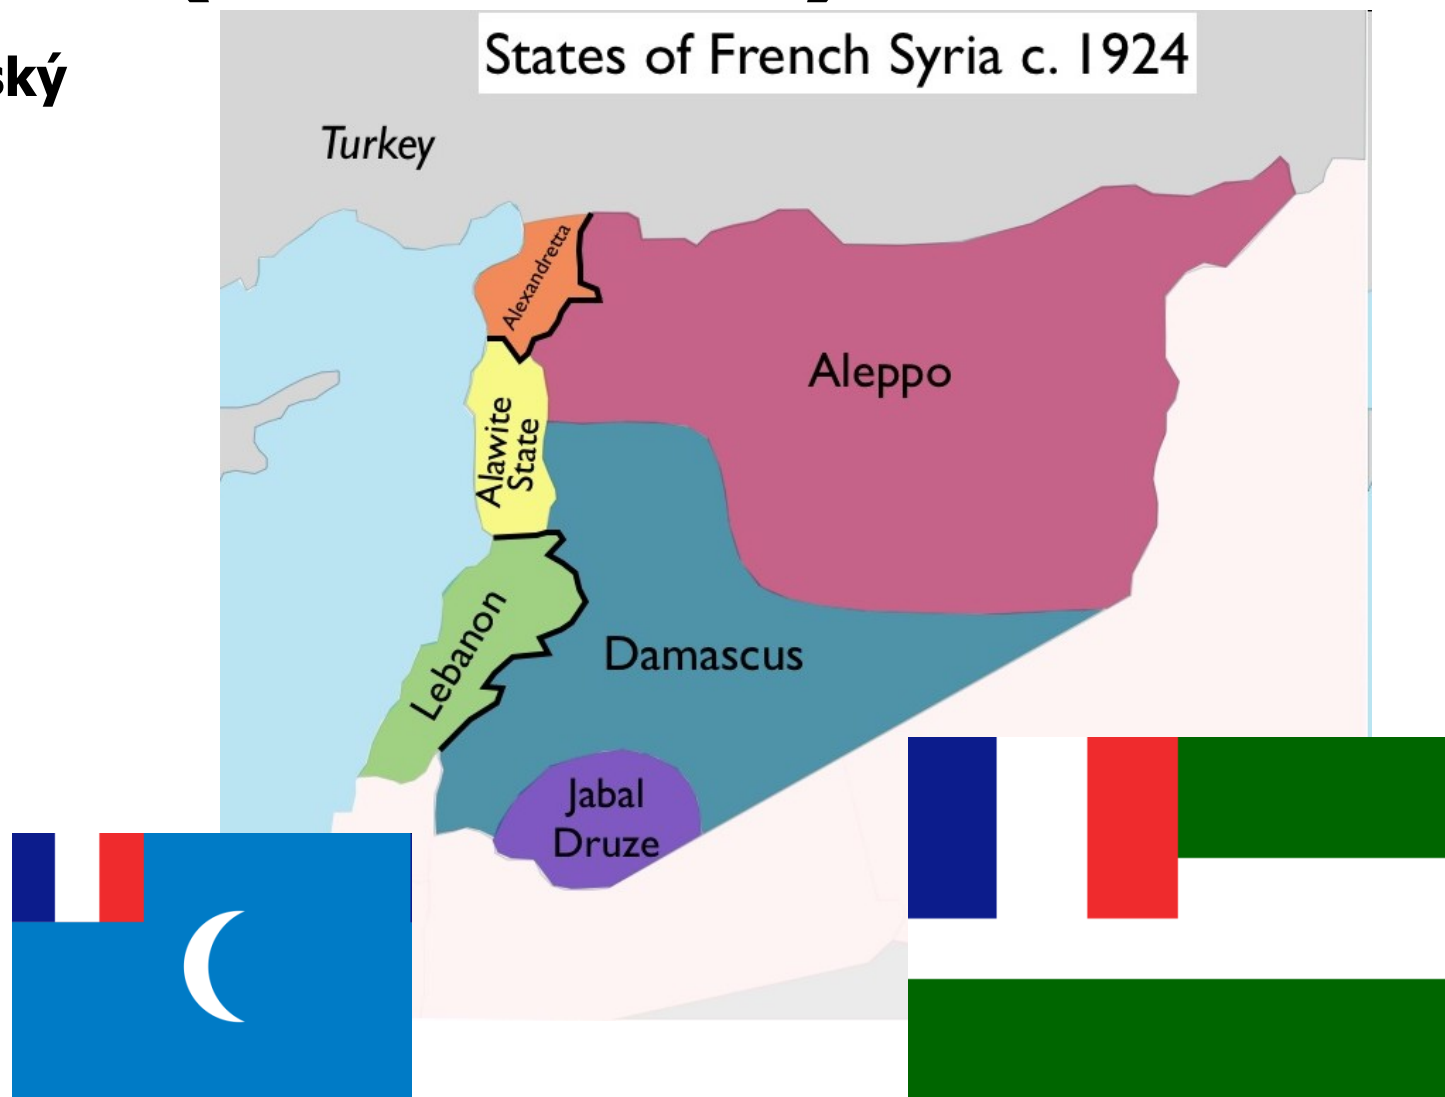 ský
States of French Syria c. 1924
Turkey
Alexandretta
Aleppo
Alawite
State
Lebanon
Damascus
Jabal
Druze